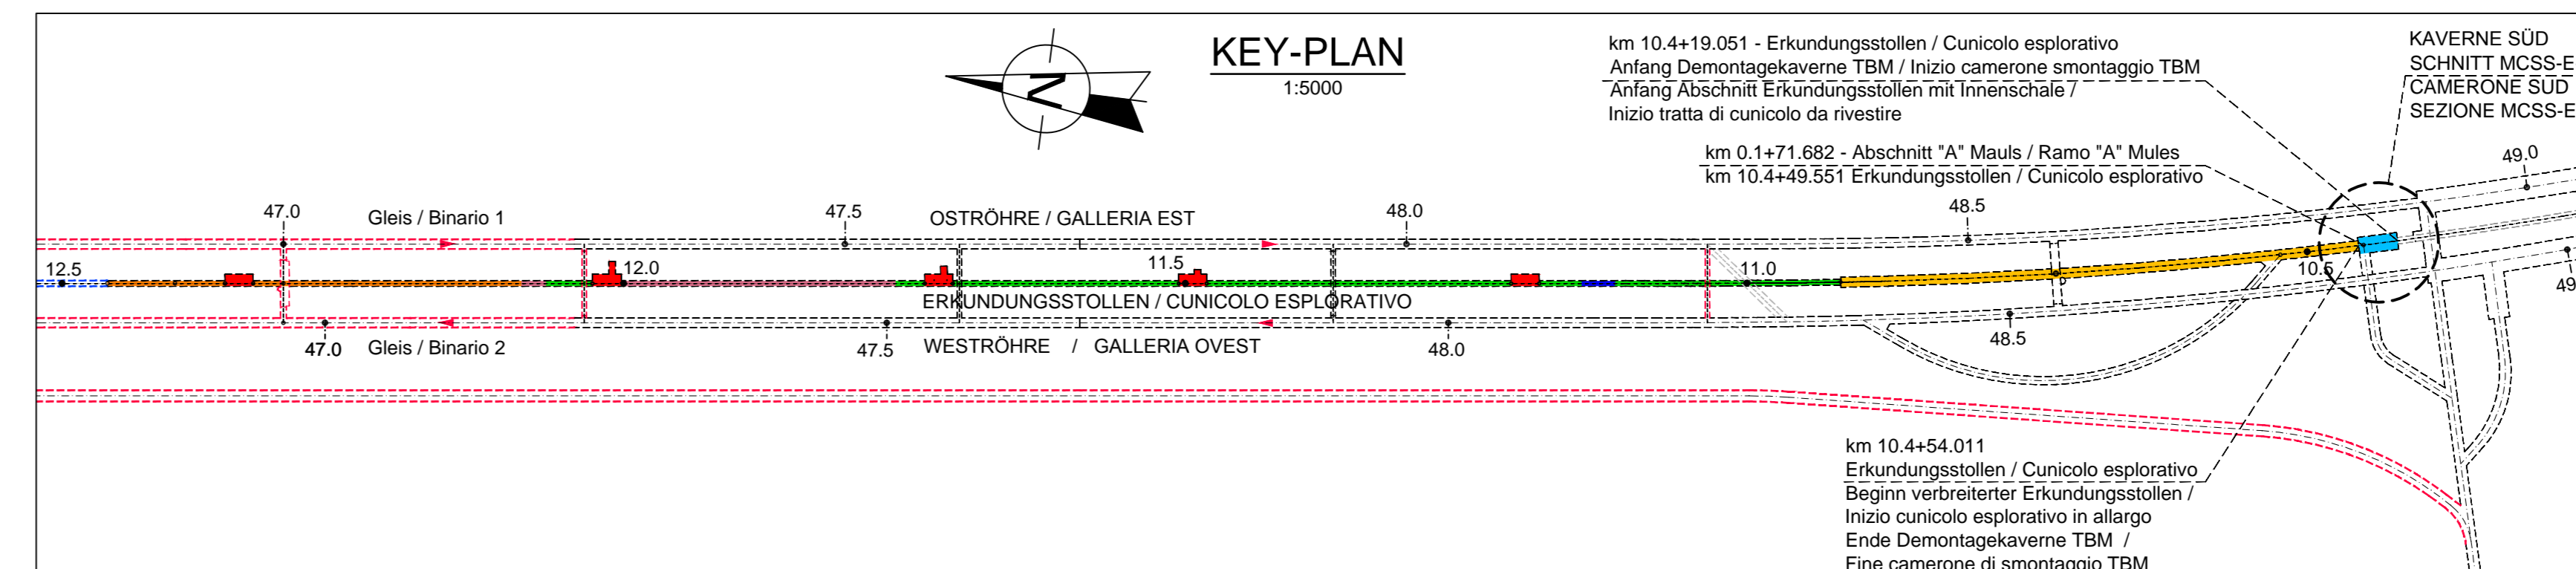 KEY-PLAN
1:5000
N
km 10.4+19.051 - Erkundungsstollen / Cunicolo esplorativo
Anfang Demontagekaverne TBM / Inizio camerone smontaggio TBM
Anfang Abschnitt Erkundungsstollen mit Innenschale /
Inizio tratta di cunicolo da rivestire
KAVERNE SÜD
SCHNITT MCSS-E
CAMERONE SUD
SEZIONE MCSS-E
km 0.1+71.682 - Abschnitt "A" Mauls / Ramo "A" Mules
km 10.4+49.551 Erkundungsstollen / Cunicolo esplorativo
49.0
47.0
Gleis / Binario 1
47.5
OSTRÖHRE / GALLERIA EST
48.0
48.5
12.5
12.0
11.5
11.0
10.5
49
ERKUNDUNGSSTOLLEN / CUNICOLO ESPLORATIVO
47.0
Gleis / Binario 2
47.5
WESTRÖHRE / GALLERIA OVEST
48.0
48.5
km 10.4+54.011
Erkundungsstollen / Cunicolo esplorativo
Beginn verbreiterter Erkundungsstollen /
Inizio cunicolo esplorativo in allargo
Ende Demontagekaverne TBM /
Fine camerone di smontaggio TBM